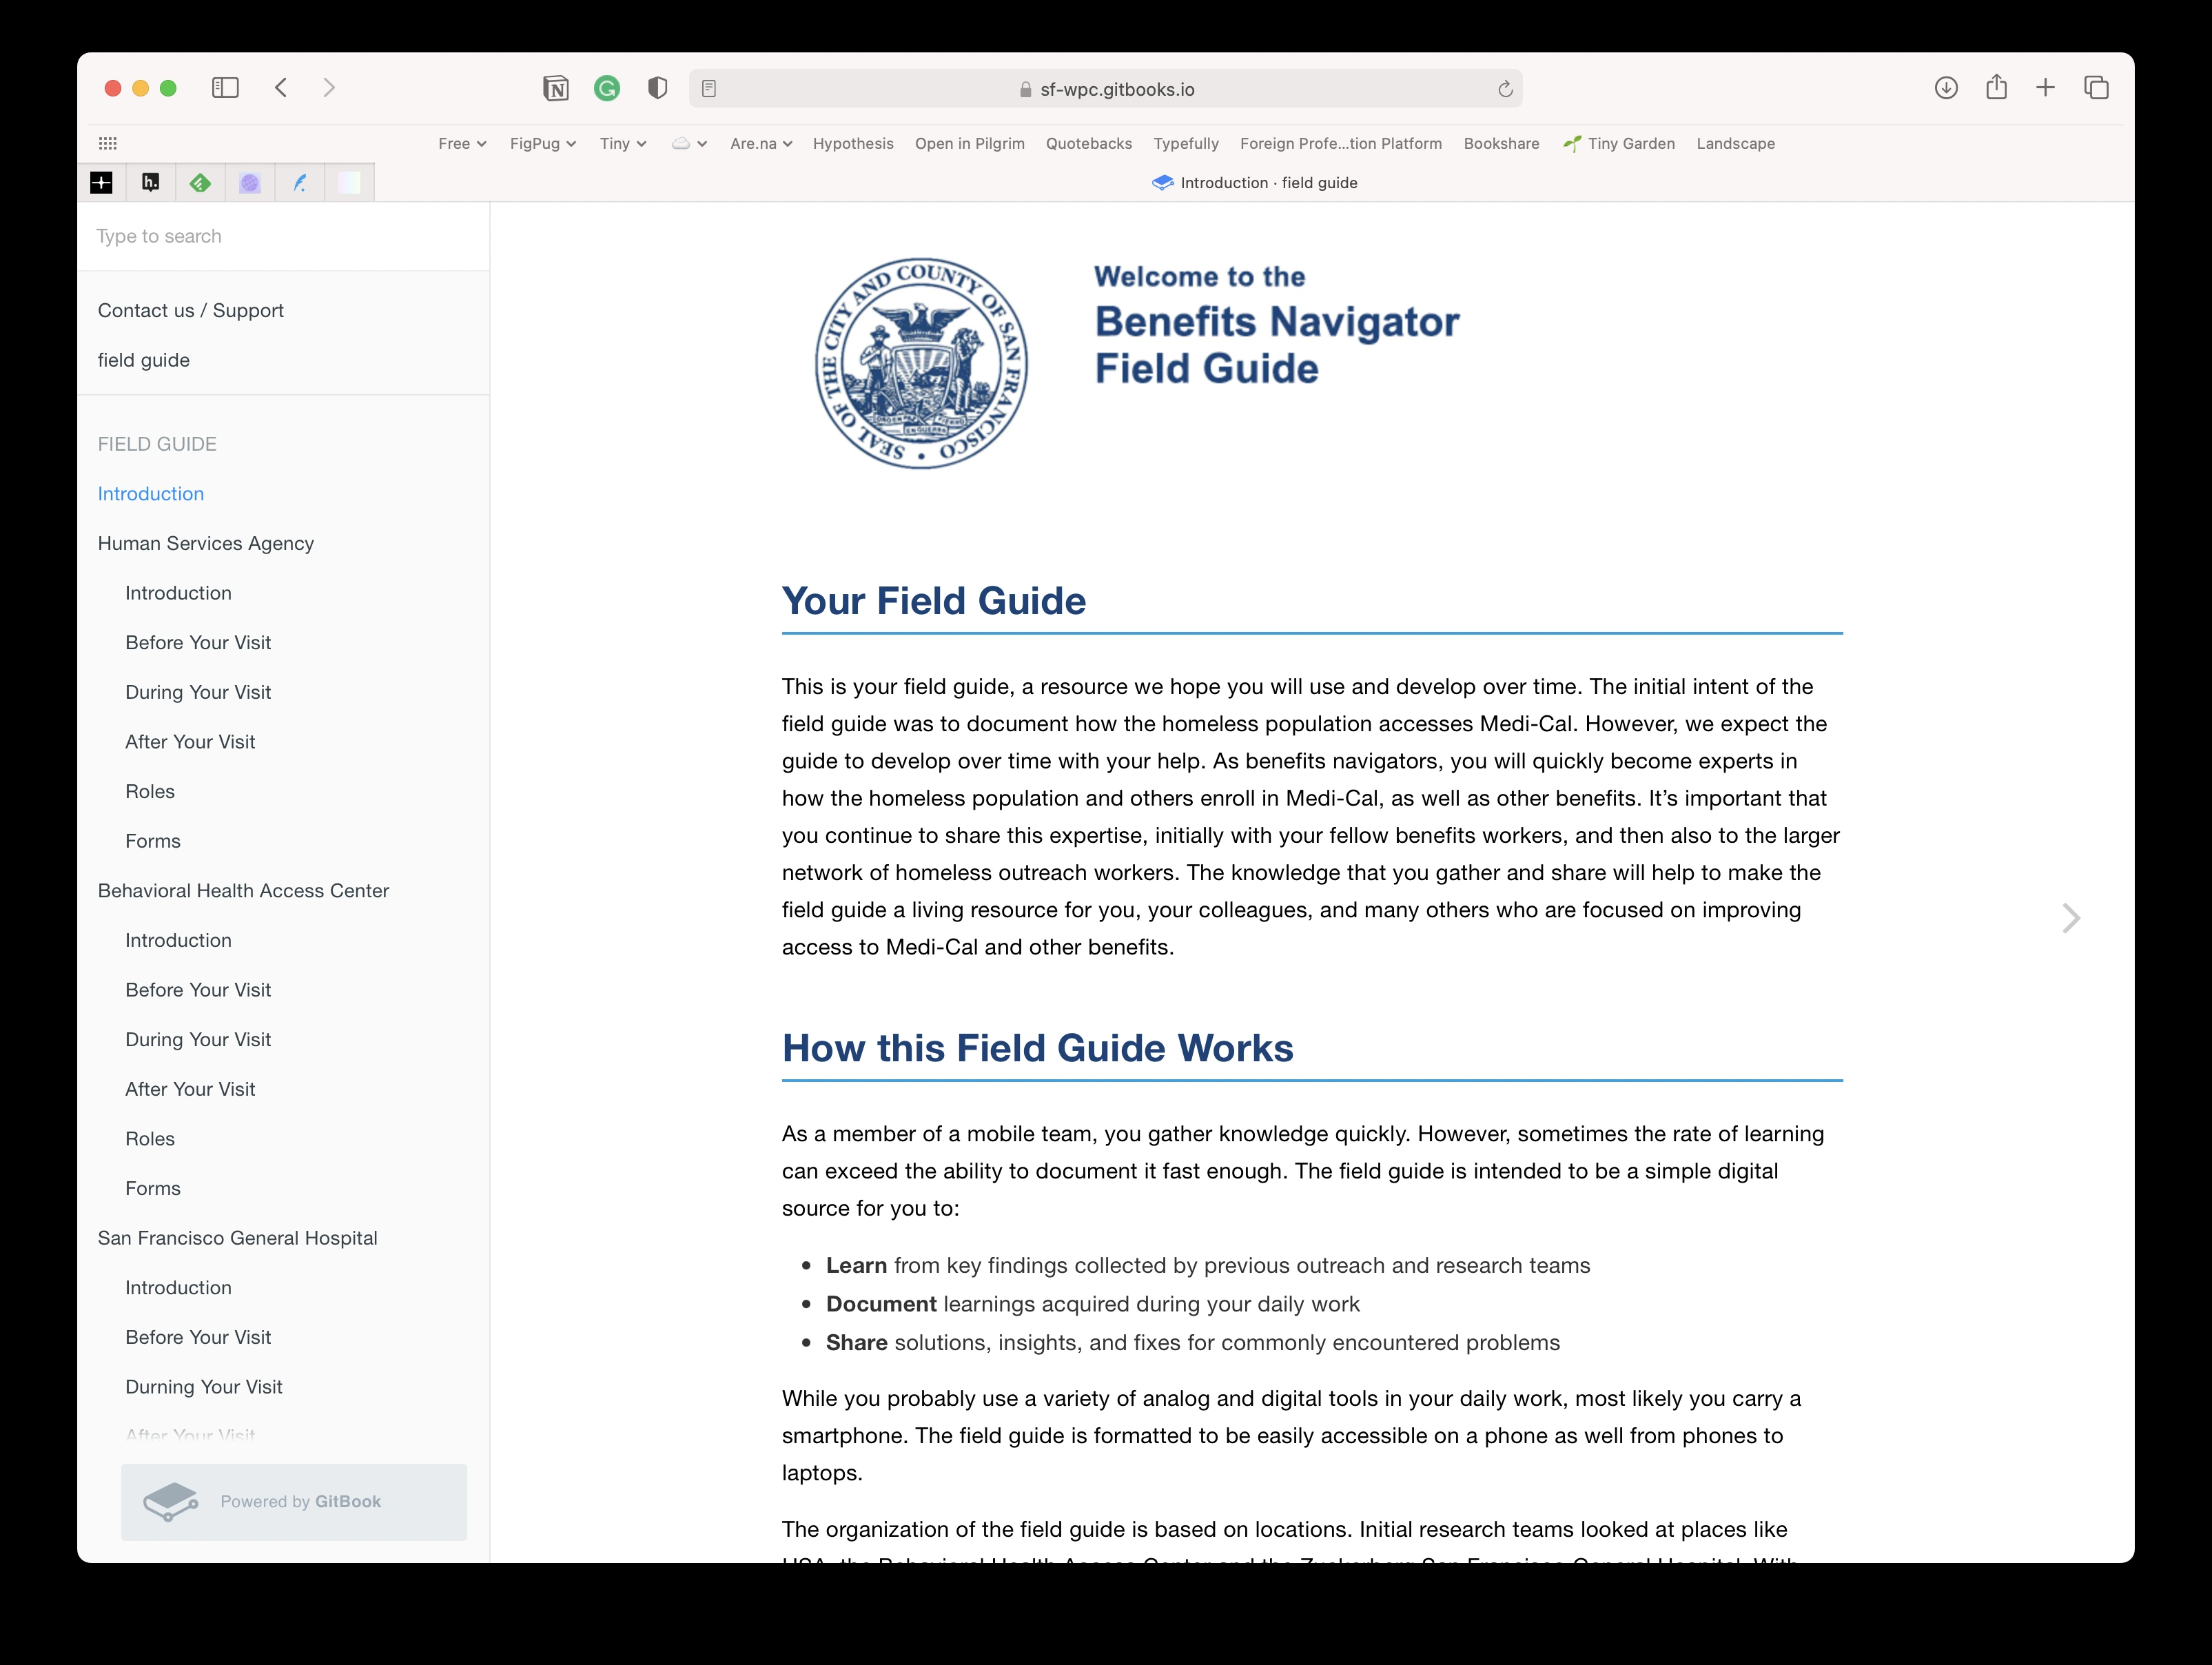 sf-wpc.gitbooks.io
Free
FigPug
Tiny
Are.na
Hypothesis
Open in Pilgrim
Quotebacks
Typefully
Foreign Profe...tion Platform
Bookshare
Tiny Garden
Landscape
h.
Introduction · field guide
Type to search
Contact us / Support
field guide
FIELD GUIDE
Introduction
Human Services Agency
Introduction
Before Your Visit
During Your Visit
After Your Visit
Roles
Forms
Behavioral Health Access Center
Introduction
Before Your Visit
During Your Visit
After Your Visit
Roles
Forms
San Francisco General Hospital
Introduction
Before Your Visit
Durning Your Visit
After Your Visit
Powered by GitBook
SEAL OF THE CITY AND COUNTY OF SAN FRANCISCO
Welcome to the
Benefits Navigator
Field Guide
Your Field Guide
This is your field guide, a resource we hope you will use and develop over time. The initial intent of the
field guide was to document how the homeless population accesses Medi-Cal. However, we expect the
guide to develop over time with your help. As benefits navigators, you will quickly become experts in
how the homeless population and others enroll in Medi-Cal, as well as other benefits. It’s important that
you continue to share this expertise, initially with your fellow benefits workers, and then also to the larger
network of homeless outreach workers. The knowledge that you gather and share will help to make the
field guide a living resource for you, your colleagues, and many others who are focused on improving
access to Medi-Cal and other benefits.
How this Field Guide Works
As a member of a mobile team, you gather knowledge quickly. However, sometimes the rate of learning
can exceed the ability to document it fast enough. The field guide is intended to be a simple digital
source for you to:
• Learn from key findings collected by previous outreach and research teams
• Document learnings acquired during your daily work
• Share solutions, insights, and fixes for commonly encountered problems
While you probably use a variety of analog and digital tools in your daily work, most likely you carry a
smartphone. The field guide is formatted to be easily accessible on a phone as well from phones to
laptops.
The organization of the field guide is based on locations. Initial research teams looked at places like
HSA, the Behavioral Health Access Center and the Zuckerberg San Francisco General Hospital. With